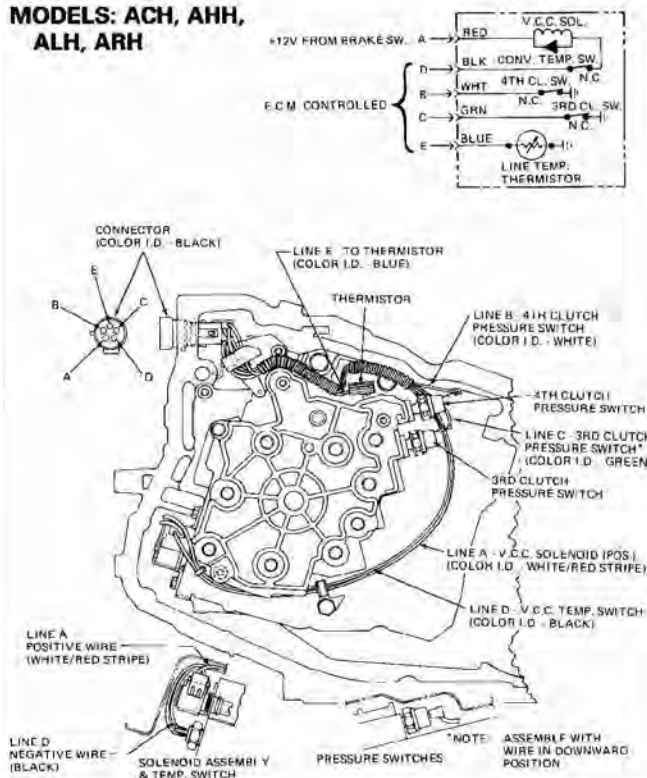 MODELS: ACH, AHH,
ALH, ARH
+12V FROM BRAKE SW.
A
RED
V.C.C. SOL.
D
BLK
CONV. TEMP. SW.
N.C.
B
WHT
4TH CL. SW.
N.C.
E.C.M. CONTROLLED
C
GRN
3RD CL. SW.
N.C.
E
BLUE
LINE TEMP.
THERMISTOR
CONNECTOR
(COLOR I.D. - BLACK)
E
B
C
A
D
LINE E TO THERMISTOR
(COLOR I.D. - BLUE)
THERMISTOR
LINE B - 4TH CLUTCH
PRESSURE SWITCH
(COLOR I.D. - WHITE)
4TH CLUTCH
PRESSURE SWITCH
LINE C - 3RD CLUTCH
PRESSURE SWITCH*
(COLOR I.D. GREEN
3RD CLUTCH
PRESSURE SWITCH
LINE A - V.C.C. SOLENOID (POS.)
(COLOR I.D. WHITE/RED STRIPE)
LINE D - V.C.C. TEMP. SWITCH
(COLOR I.D. - BLACK)
LINE A
POSITIVE WIRE
(WHITE/RED STRIPE)
LINE D
NEGATIVE WIRE
(BLACK)
SOLENOID ASSEMBLY
& TEMP. SWITCH
PRESSURE SWITCHES
*NOTE: ASSEMBLE WITH
WIRE IN DOWNWARD
POSITION